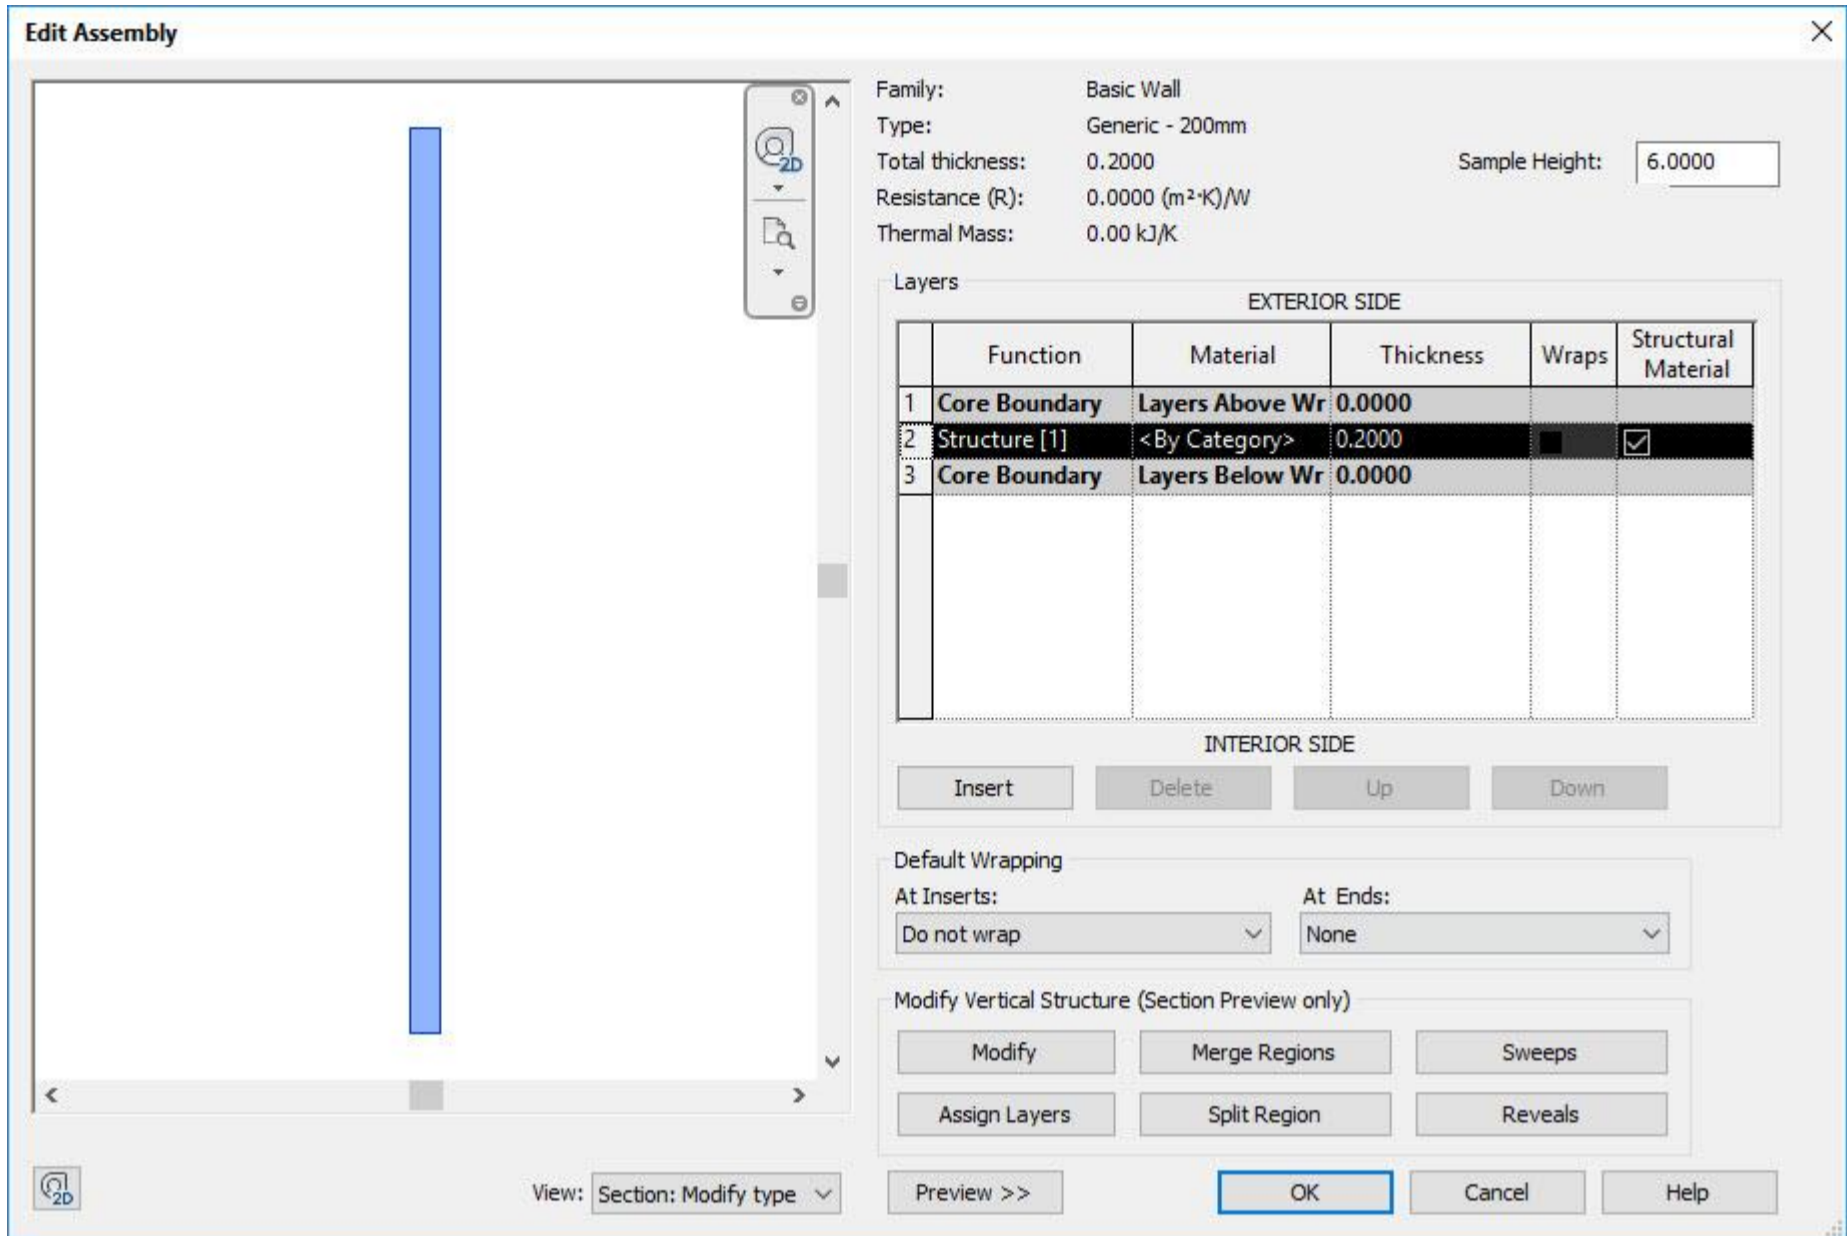 Edit Assembly
2D
Family: Basic Wall
Type: Generic - 200mm
Total thickness: 0.2000 Sample Height: 6.0000
Resistance (R): 0.0000 (m²·K)/W
Thermal Mass: 0.00 kJ/K
Layers
EXTERIOR SIDE
Function Material Thickness Wraps Structural Material
1 Core Boundary Layers Above Wr 0.0000
2 Structure [1] <By Category> 0.2000
3 Core Boundary Layers Below Wr 0.0000
INTERIOR SIDE
Insert Delete Up Down
Default Wrapping
At Inserts: At Ends:
Do not wrap None
Modify Vertical Structure (Section Preview only)
Modify Merge Regions Sweeps
Assign Layers Split Region Reveals
2D View: Section: Modify type Preview >> OK Cancel Help